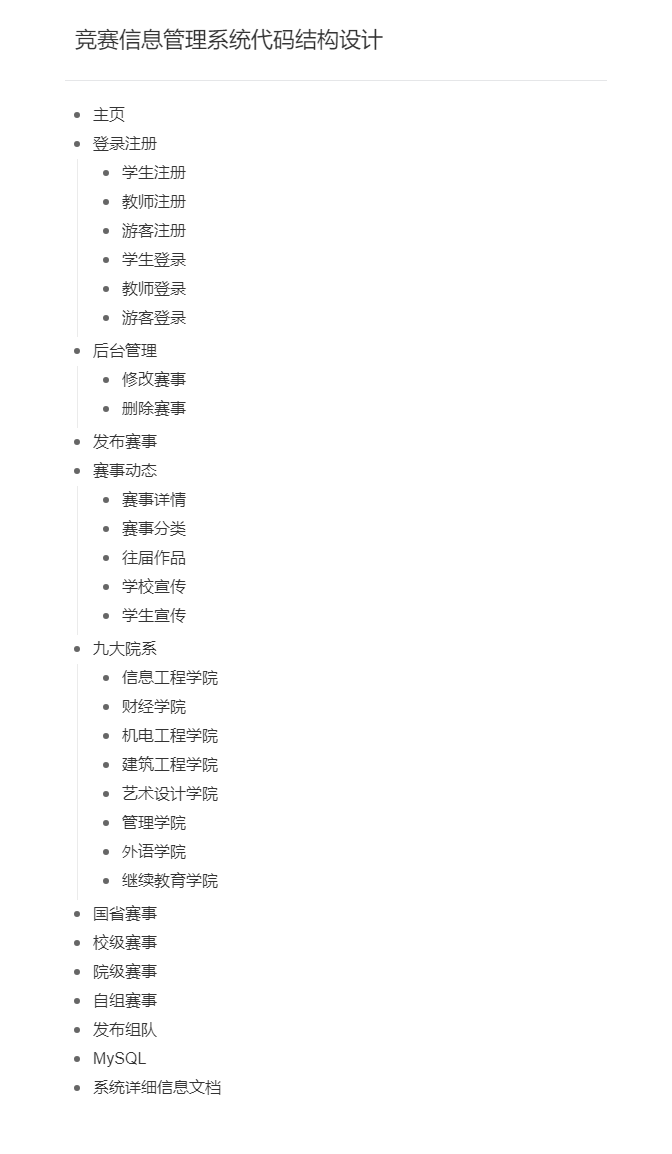 竞赛信息管理系统代码结构设计
主页
登录注册
学生注册
教师注册
游客注册
学生登录
教师登录
游客登录
后台管理
修改赛事
删除赛事
发布赛事
赛事动态
赛事详情
赛事分类
往届作品
学校宣传
学生宣传
九大院系
信息工程学院
财经学院
机电工程学院
建筑工程学院
艺术设计学院
管理学院
外语学院
继续教育学院
国省赛事
校级赛事
院级赛事
自组赛事
发布组队
MySQL
系统详细信息文档